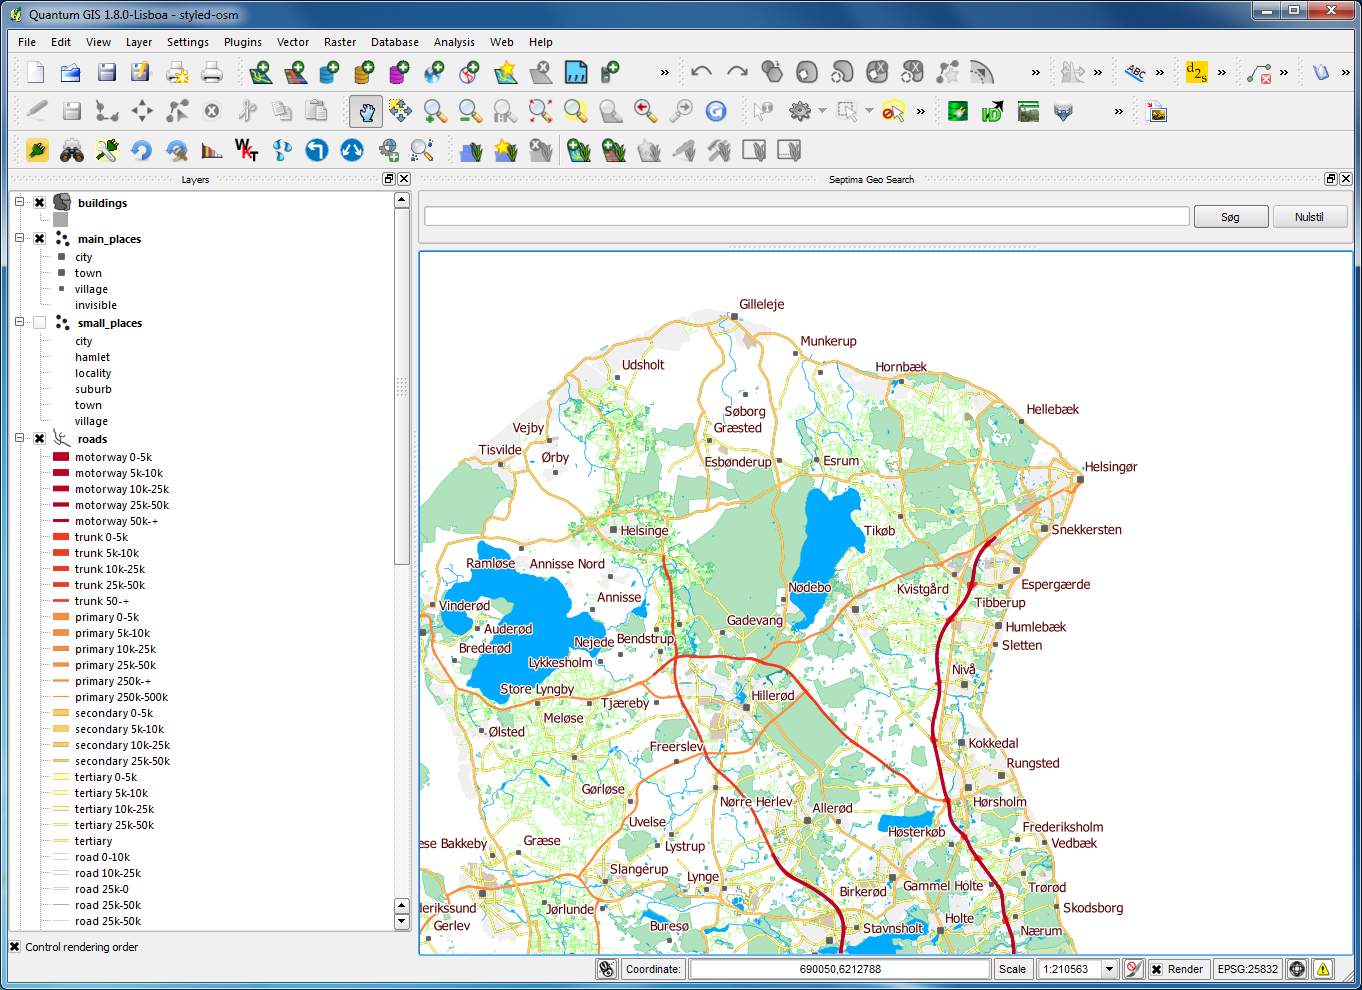 Quantum GIS 1.8.0-Lisboa - styled-osm
File Edit View Layer Settings Plugins Vector Raster Database Analysis Web Help
Layers
Septima Geo Search
Søg
Nulstil
buildings
main_places
city
town
village
invisible
small_places
city
hamlet
locality
suburb
town
village
roads
motorway 0-5k
motorway 5k-10k
motorway 10k-25k
motorway 25k-50k
motorway 50k-+
trunk 0-5k
trunk 5k-10k
trunk 10k-25k
trunk 25k-50k
trunk 50-+
primary 0-5k
primary 5k-10k
primary 10k-25k
primary 25k-50k
primary 250k-+
primary 250k-500k
secondary 0-5k
secondary 5k-10k
secondary 10k-25k
secondary 25k-50k
tertiary 0-5k
tertiary 5k-10k
tertiary 10k-25k
tertiary 25k-50k
tertiary
road 0-10k
road 10k-25k
road 25k-0
road 25k-50k
road 25k-50k
Control rendering order
Gilleleje
Munkerup
Udsholt
Hornbæk
Hellebæk
Søborg
Græsted
Vejby
Tisvilde
Ørby
Esbønderup
Esrum
Helsingør
Helsinge
Tikøb
Snekkersten
Ramløse
Annisse Nord
Nødebo
Kvistgård
Espergærde
Annisse
Vinderød
Tibberup
Auderød
Gadevang
Humlebæk
Nejede
Bendstrup
Brederød
Sletten
Lykkesholm
Nivå
Store Lyngby
Hillerød
Tjæreby
Meløse
Ølsted
Freerslev
Kokkedal
Rungsted
Gørløse
Nørre Herlev
Allerød
Hørsholm
Uvelse
Høsterkøb
Frederiksholm
Vedbæk
ese Bakkeby
Græse
Lystrup
Slangerup
Lynge
Birkerød
Gammel Holte
Trørød
derikssund
Jørlunde
Skodsborg
Gerlev
Buresø
Stavnsholt
Holte
Nærum
Coordinate:
690050,6212788
Scale
1:210563
Render
EPSG:25832
ABC
d2s
WKT